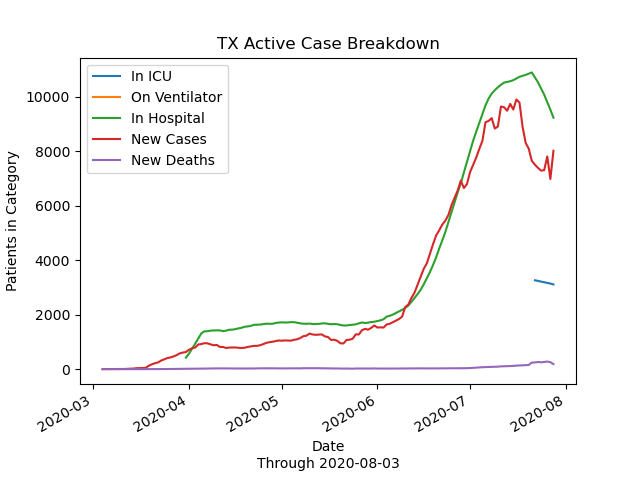 TX Active Case Breakdown
In ICU
On Ventilator
In Hospital
New Cases
New Deaths
Patients in Category
10000
8000
6000
4000
2000
0
2020-03
2020-04
2020-05
2020-06
2020-07
2020-08
Date
Through 2020-08-03